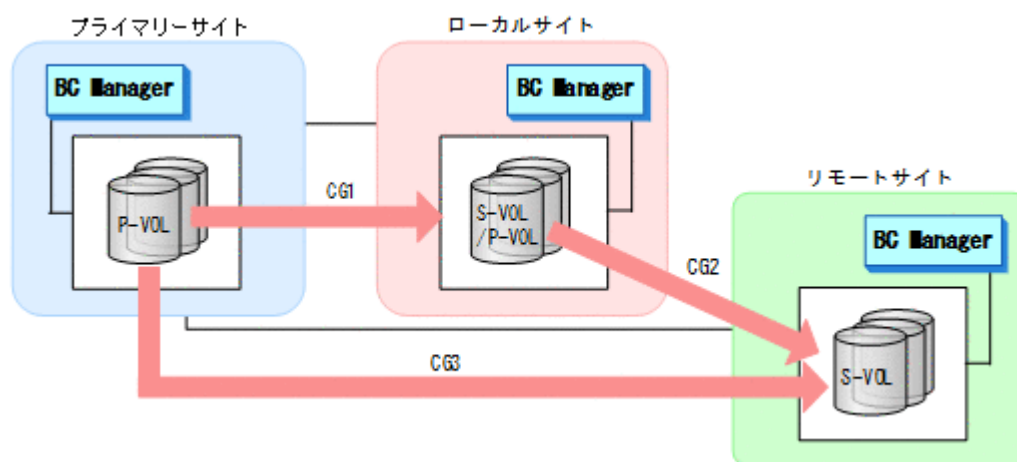 プライマリーサイト
ローカルサイト
BC Manager
BC Manager
リモートサイト
CG1
P-VOL
S-VOL
/P-VOL
BC Manager
CG2
CG3
S-VOL